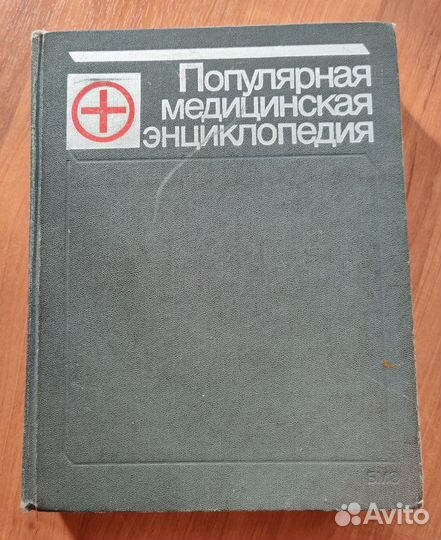 Популярная
медицинская
энциклопедия
БМЭ
Avito